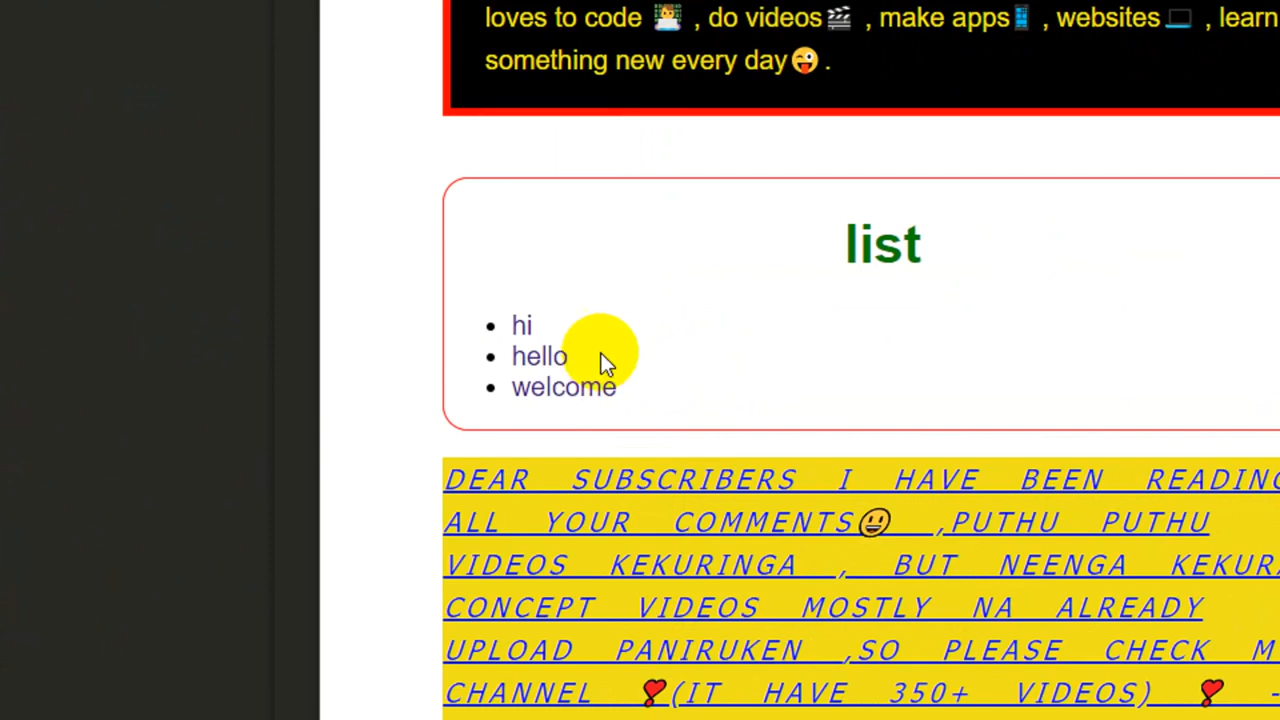 loves to code 👨‍💻 , do videos🎬 , make apps📱 , websites💻 , learn
something new every day😜 .
list
hi
hello
welcome
DEAR SUBSCRIBERS I HAVE BEEN READING
ALL YOUR COMMENTS😃 ,PUTHU PUTHU
VIDEOS KEKURINGA , BUT NEENGA
CONCEPT VIDEOS MOSTLY NA ALREADY
UPLOAD PANIRUKEN ,SO PLEASE CHECK
CHANNEL ❣(IT HAVE 350+ VIDEOS) ❣ -